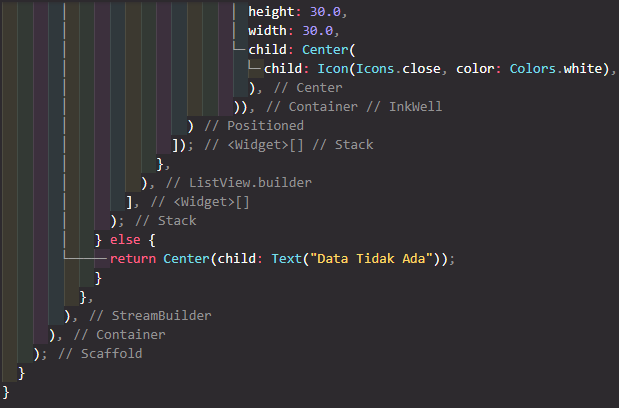 height: 30.0,
width: 30.0,
child: Center(
child: Icon(Icons.close, color: Colors.white),
), // Center
)), // Container // InkWell
) // Positioned
]); // <Widget>[] // Stack
},
), // ListView.builder
], // <Widget>[]
); // Stack
} else {
return Center(child: Text("Data Tidak Ada"));
}
},
), // StreamBuilder
), // Container
); // Scaffold
}
}